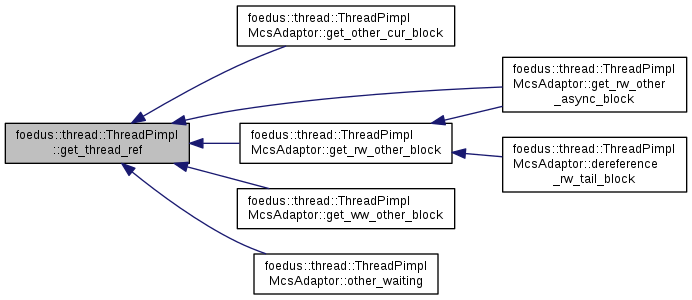 foedus::thread::ThreadPimpl
::get_thread_ref
foedus::thread::ThreadPimpl
McsAdaptor::get_other_cur_block
foedus::thread::ThreadPimpl
McsAdaptor::get_rw_other
_async_block
foedus::thread::ThreadPimpl
McsAdaptor::get_rw_other_block
foedus::thread::ThreadPimpl
McsAdaptor::dereference
_rw_tail_block
foedus::thread::ThreadPimpl
McsAdaptor::get_ww_other_block
foedus::thread::ThreadPimpl
McsAdaptor::other_waiting